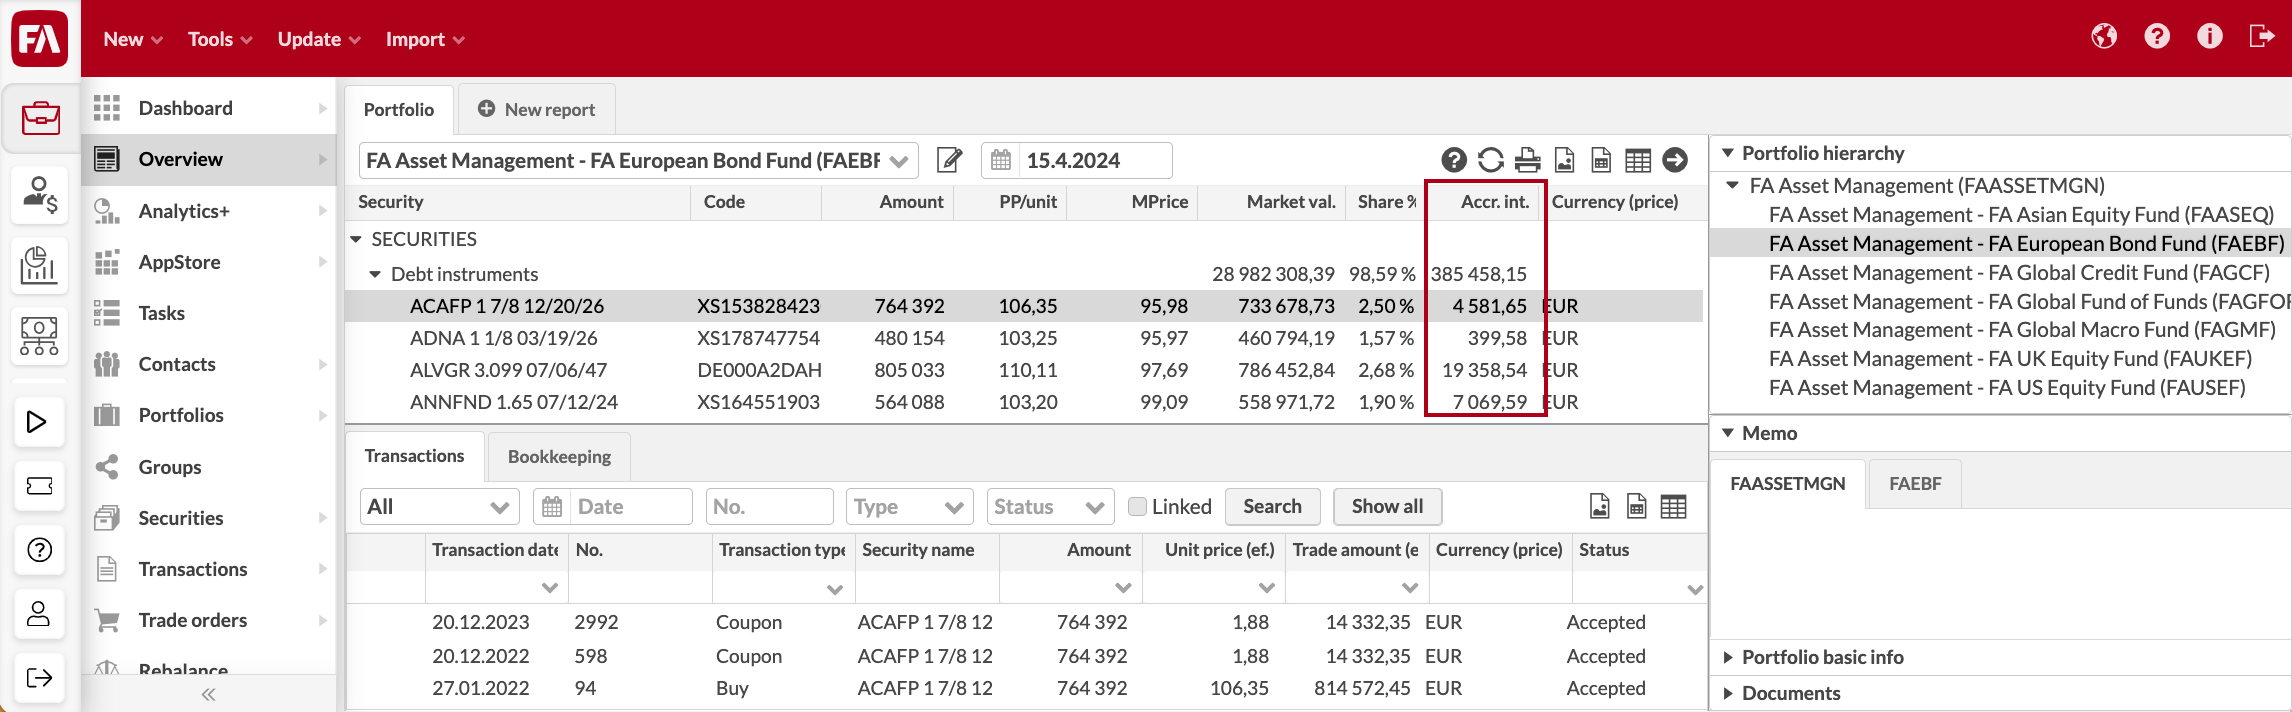 FA
New
Tools
Update
Import
Dashboard
Overview
Analytics+
AppStore
Tasks
Contacts
Portfolios
Groups
Securities
Transactions
Trade orders
Rebalance
Portfolio
New report
FA Asset Management - FA European Bond Fund (FAEBF
15.4.2024
Security Code Amount PP/unit MPrice Market val. Share % Accr. int. Currency (price)
SECURITIES
Debt instruments 28 982 308,39 98,59 % 385 458,15
ACAFP 1 7/8 12/20/26 XS153828423 764 392 106,35 95,98 733 678,73 2,50 % 4 581,65 EUR
ADNA 1 1/8 03/19/26 XS178747754 480 154 103,25 95,97 460 794,19 1,57 % 399,58 EUR
ALVGR 3.099 07/06/47 DE000A2DAH 805 033 110,11 97,69 786 452,84 2,68 % 19 358,54 EUR
ANNFND 1.65 07/12/24 XS164551903 564 088 103,20 99,09 558 971,72 1,90 % 7 069,59 EUR
Transactions
Bookkeeping
All Date No. Type Status Linked Search Show all
Transaction date No. Transaction type Security name Amount Unit price (ef.) Trade amount (e Currency (price) Status
20.12.2023 2992 Coupon ACAFP 1 7/8 12 764 392 1,88 14 332,35 EUR Accepted
20.12.2022 598 Coupon ACAFP 1 7/8 12 764 392 1,88 14 332,35 EUR Accepted
27.01.2022 94 Buy ACAFP 1 7/8 12 764 392 106,35 814 572,45 EUR Accepted
Portfolio hierarchy
FA Asset Management (FAASSETMGN)
FA Asset Management - FA Asian Equity Fund (FAASEQ)
FA Asset Management - FA European Bond Fund (FAEBF)
FA Asset Management - FA Global Credit Fund (FAGCF)
FA Asset Management - FA Global Fund of Funds (FAGFOF
FA Asset Management - FA Global Macro Fund (FAGMF)
FA Asset Management - FA UK Equity Fund (FAUKEF)
FA Asset Management - FA US Equity Fund (FAUSEF)
Memo
FAASSETMGN
FAEBF
Portfolio basic info
Documents